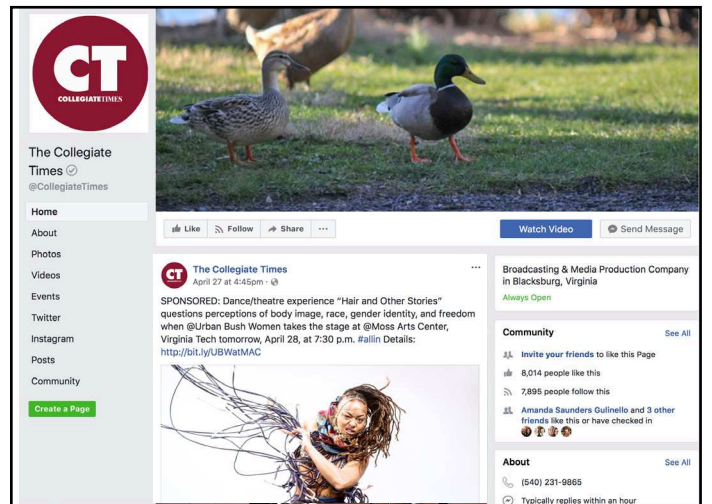 CT
COLLEGIATETIMES
The Collegiate
Times
@CollegiateTimes
Home
About
Photos
Videos
Events
Twitter
Instagram
Posts
Community
Create a Page
Like
Follow
Share
Watch Video
Send Message
CT
The Collegiate Times
April 27 at 4:45pm
SPONSORED: Dance/theatre experience “Hair and Other Stories”
questions perceptions of body image, race, gender identity, and freedom
when @Urban Bush Women takes the stage at @Moss Arts Center,
Virginia Tech tomorrow, April 28, at 7:30 p.m. #allin Details:
http://bit.ly/UBWatMAC
Broadcasting & Media Production Company
in Blacksburg, Virginia
Always Open
Community See All
Invite your friends to like this Page
8,014 people like this
7,895 people follow this
Amanda Saunders Gulinello and 3 other
friends like this or have checked in
About See All
(540) 231-9865
Typically replies within an hour